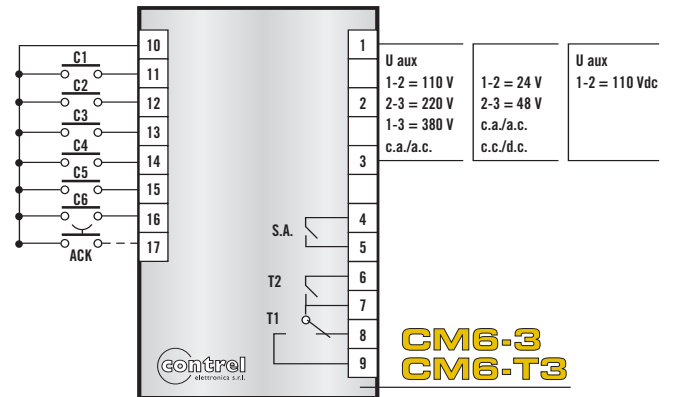 10
C1
11
C2
12
C3
13
C4
14
C5
15
C6
16
17
ACK
1
2
3
4
5
6
7
8
9
S.A.
T2
T1
contrel
elettronica s.r.l.
U aux
1-2 = 110 V
2-3 = 220 V
1-3 = 380 V
c.a./a.c.
1-2 = 24 V
2-3 = 48 V
c.a./a.c.
c.c./d.c.
U aux
1-2 = 110 Vdc
CM6-3
CM6-T3